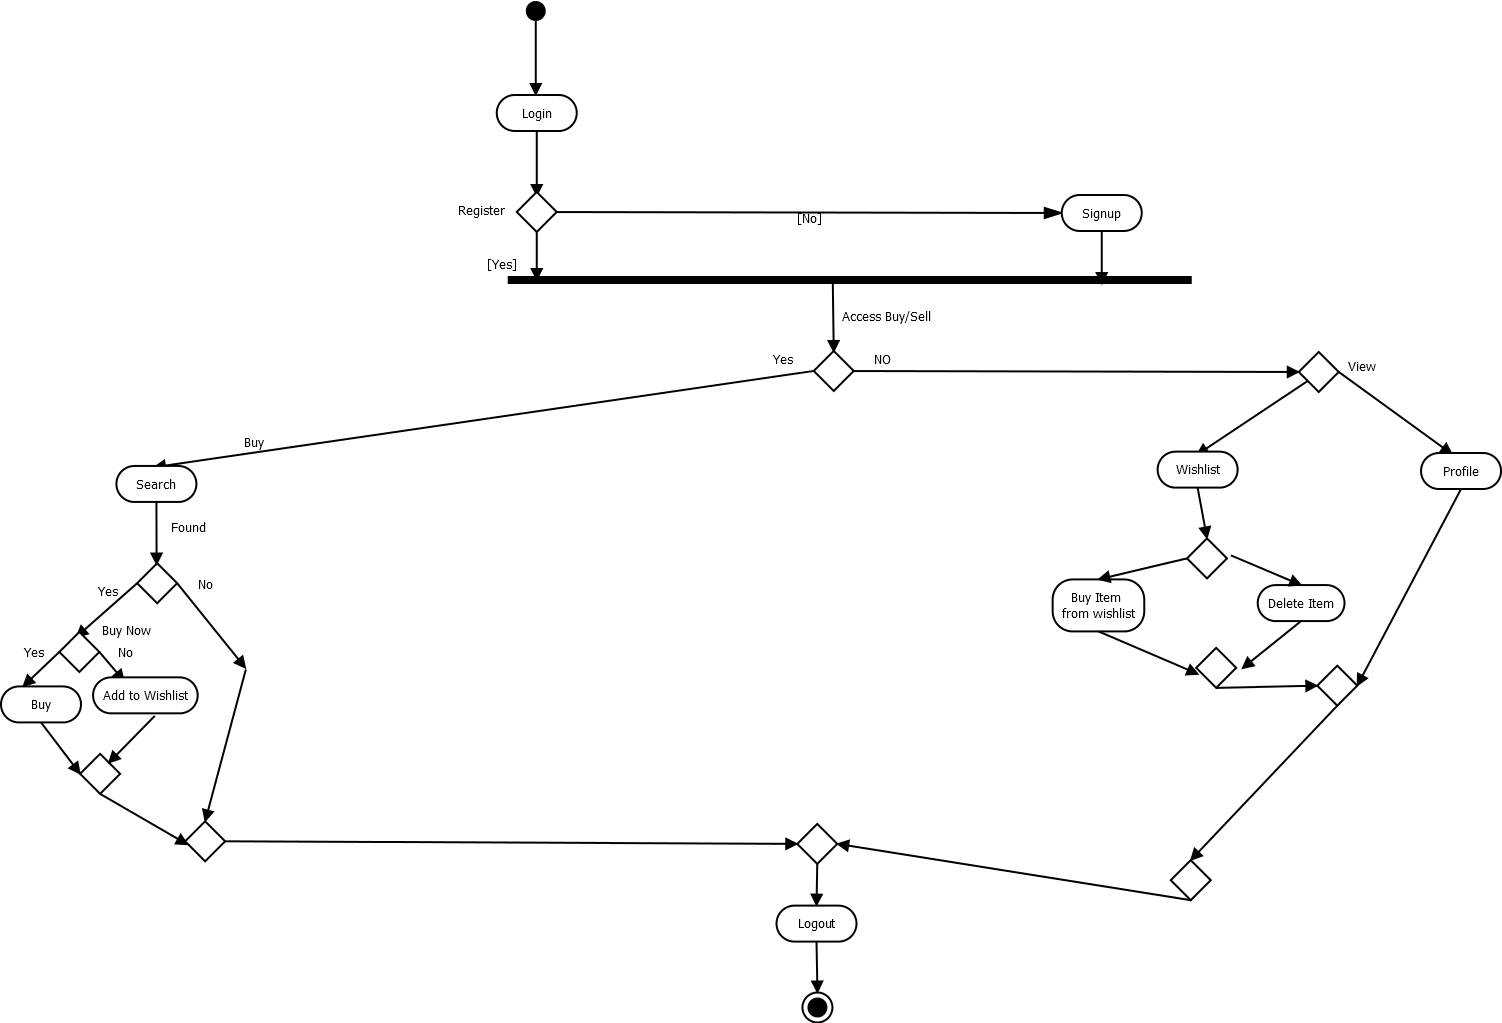 Login
Register
[No]
Signup
[Yes]
Access Buy/Sell
Yes
NO
View
Buy
Search
Wishlist
Profile
Found
Yes
No
Buy Item
from wishlist
Delete Item
Buy Now
Yes
No
Buy
Add to Wishlist
Logout